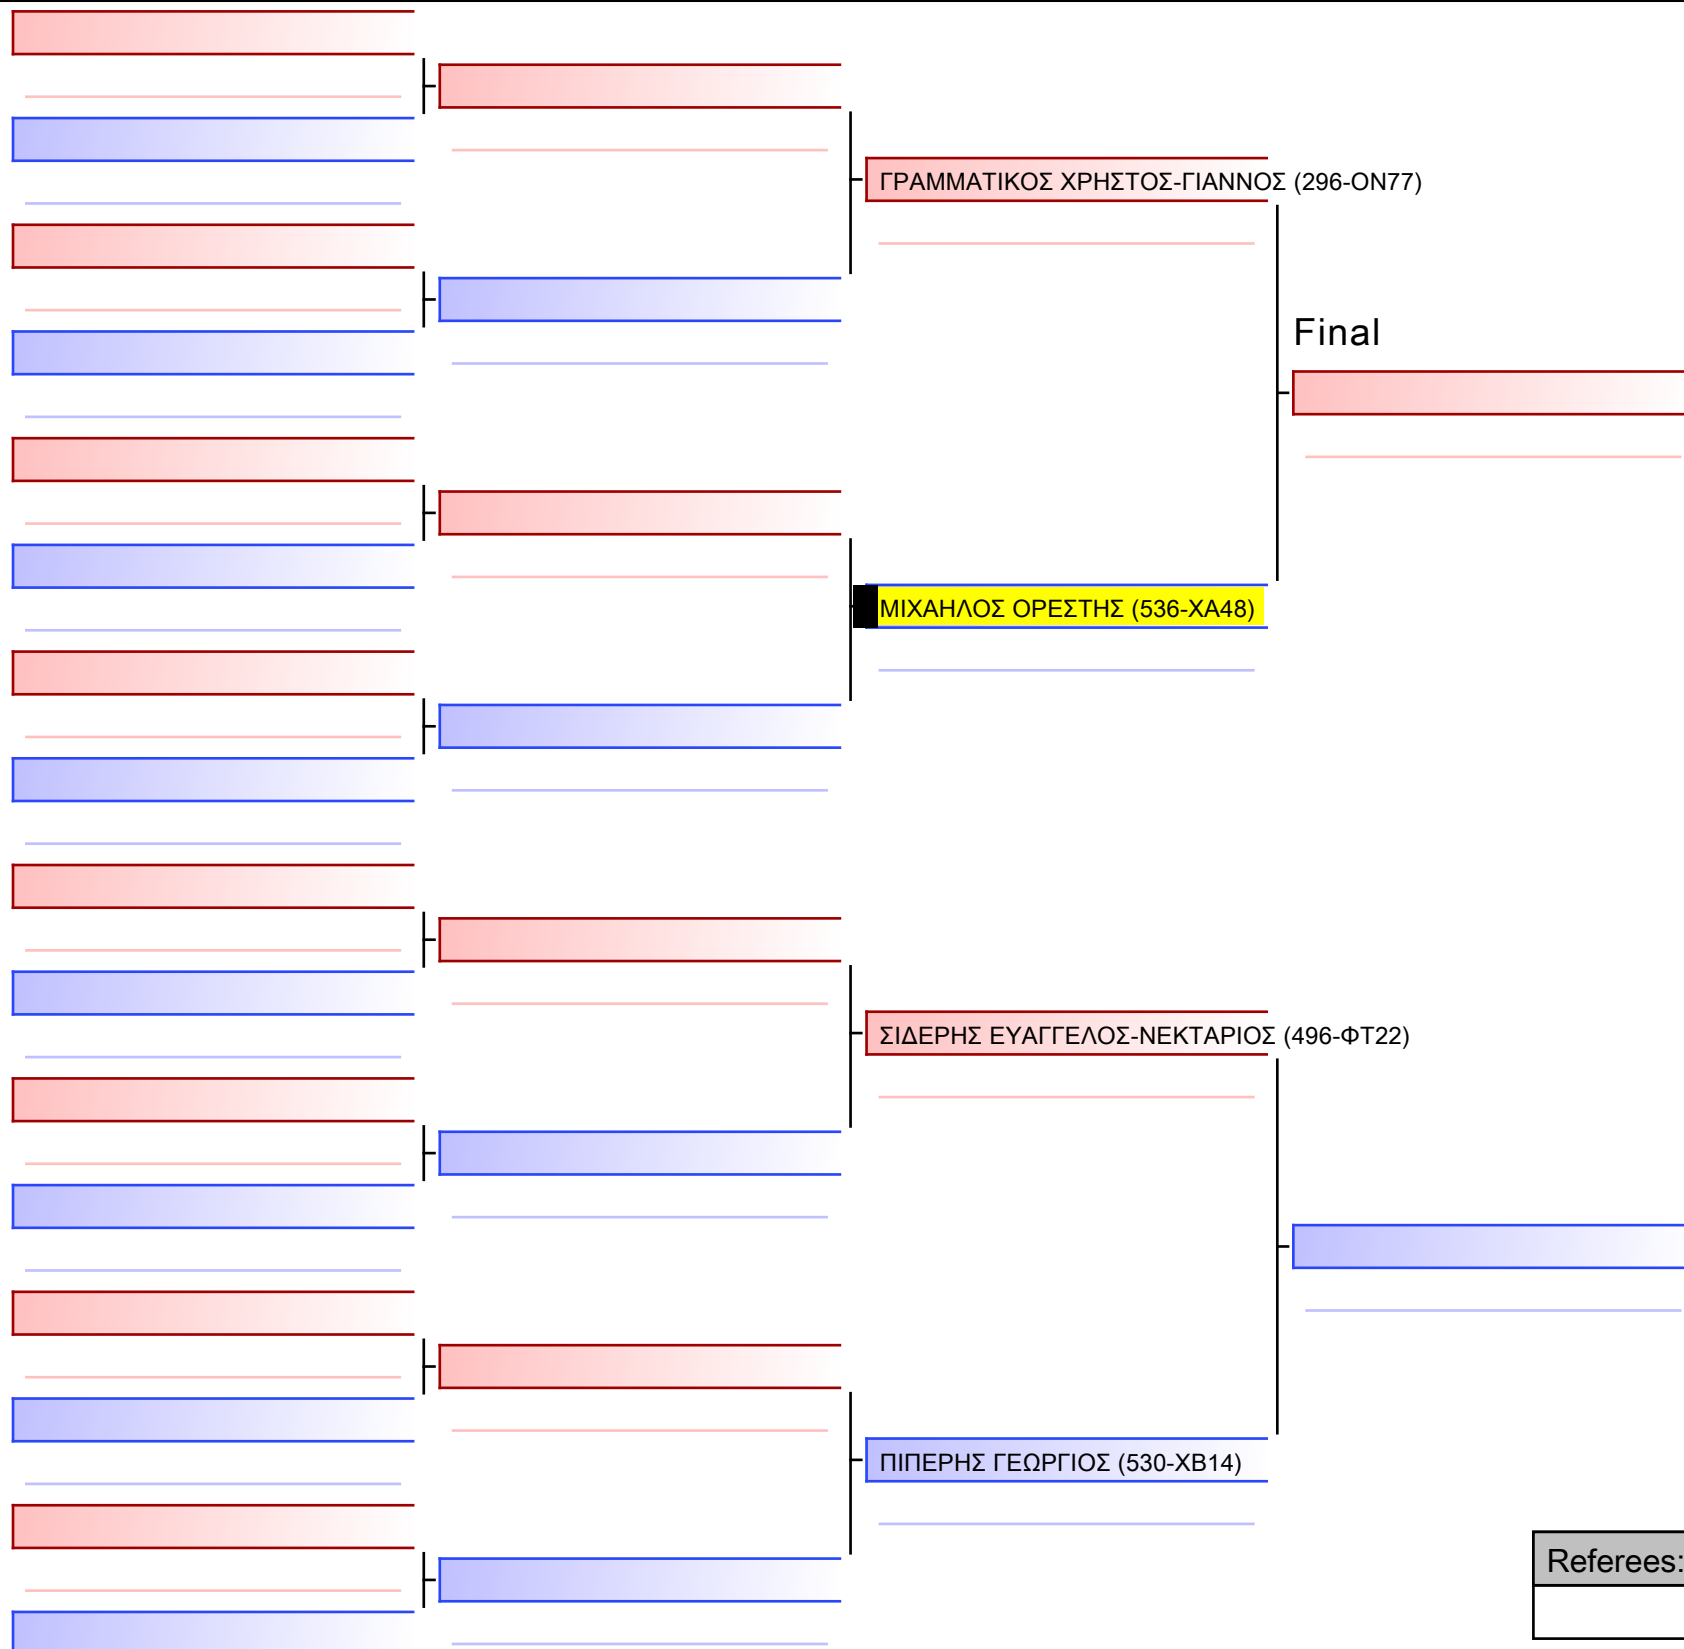 ΓΡΑΜΜΑΤΙΚΟΣ ΧΡΗΣΤΟΣ-ΓΙΑΝΝΟΣ (296-ΟΝ77)
Final
ΜΙΧΑΗΛΟΣ ΟΡΕΣΤΗΣ (536-ΧΑ48)
ΣΙΔΕΡΗΣ ΕΥΑΓΓΕΛΟΣ-ΝΕΚΤΑΡΙΟΣ (496-ΦΤ22)
ΠΙΠΕΡΗΣ ΓΕΩΡΓΙΟΣ (530-ΧΒ14)
Referees: